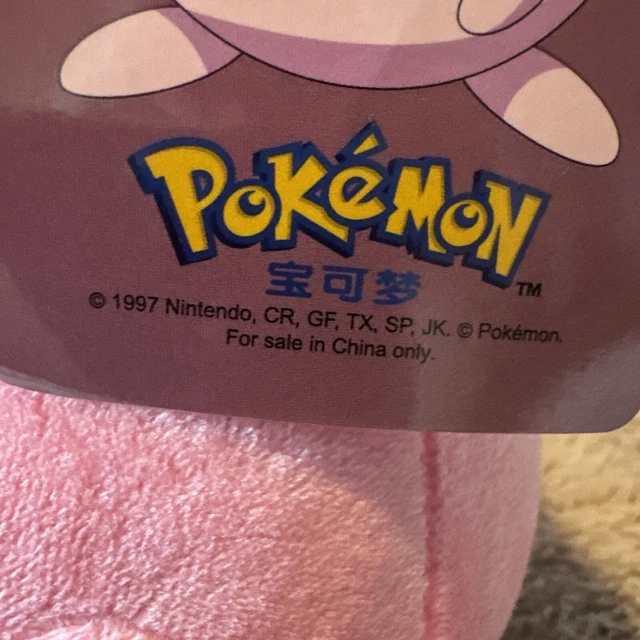 Pokémon
宝可梦 TM
© 1997 Nintendo, CR, GF, TX, SP, JK. © Pokémon.
For sale in China only.